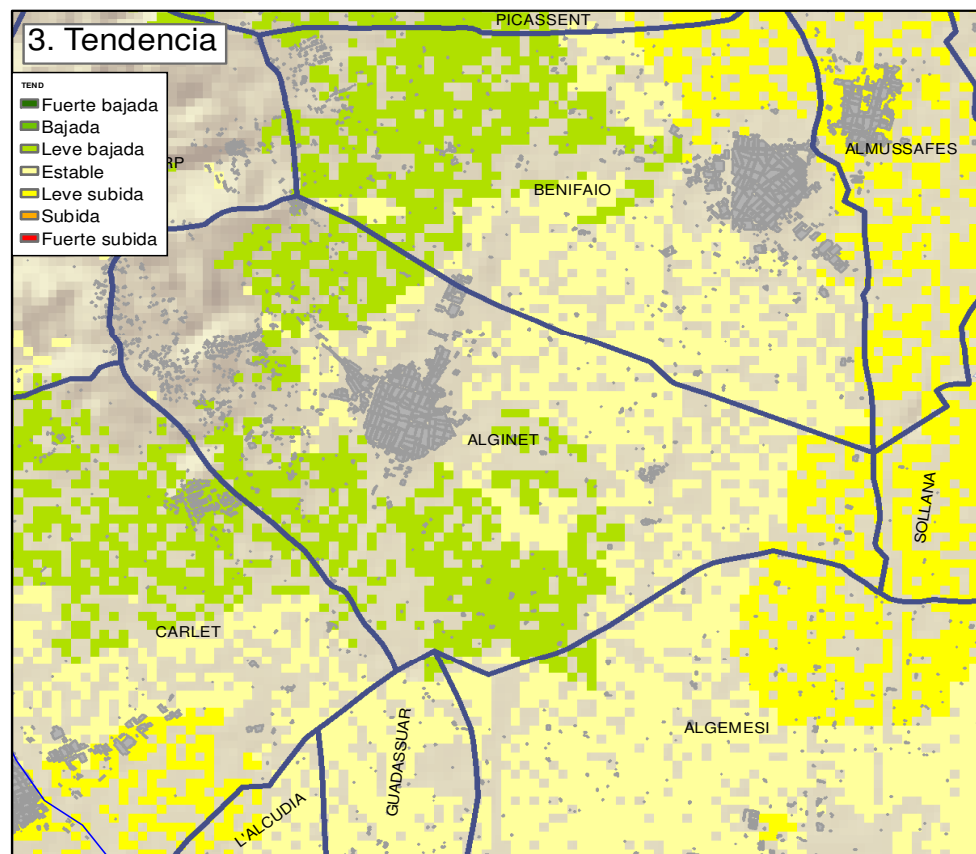 3. Tendencia
TEND
Fuerte bajada
Bajada
Leve bajada
Estable
Leve subida
Subida
Fuerte subida
PICASSENT
ALMUSSAFES
RP
BENIFAIO
ALGINET
SOLLANA
CARLET
ALGEMESI
GUADASSUAR
L'ALCUDIA